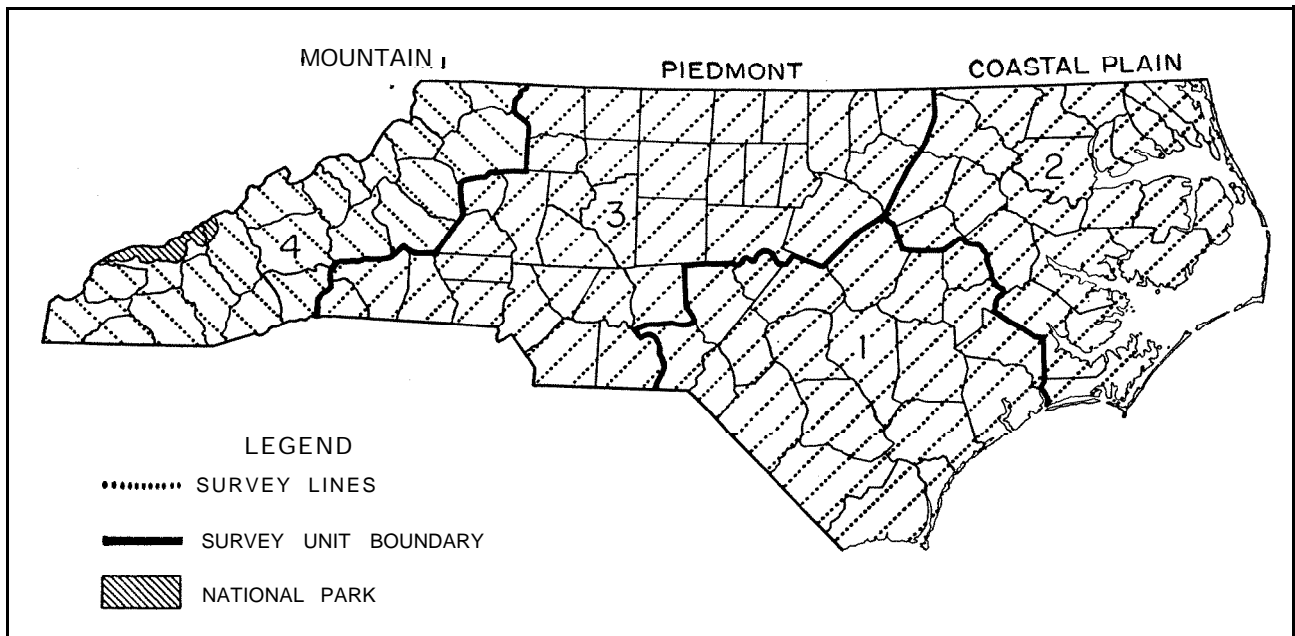 MOUNTAIN
PIEDMONT
COASTAL PLAIN
2
3
4
1
LEGEND
SURVEY LINES
SURVEY UNIT BOUNDARY
NATIONAL PARK